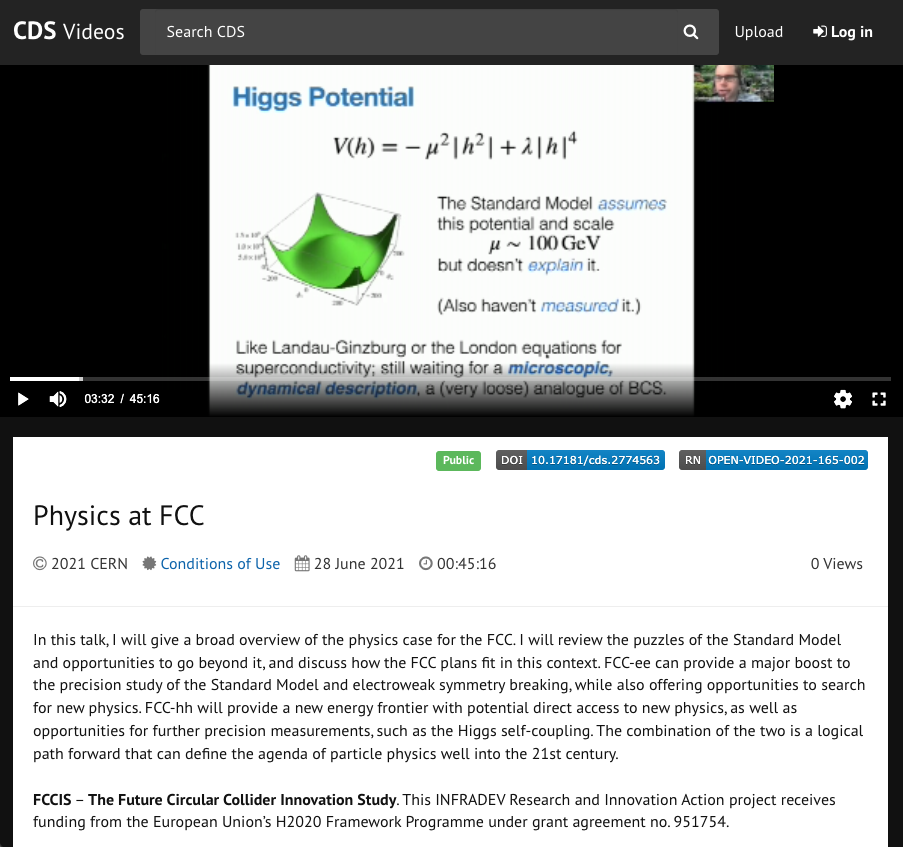 CDS Videos
Search CDS
Upload
Log in
Higgs Potential
V(h) = − μ²|h²| + λ|h|⁴
The Standard Model assumes
this potential and scale
μ ~ 100 GeV
but doesn't explain it.
(Also haven't measured it.)
-200
0
200
-200
200
Like Landau-Ginzburg or the London equations for
superconductivity; still waiting for a microscopic,
dynamical description, a (very loose) analogue of BCS.
03:32 / 45:16
Public
DOI 10.17181/cds.2774563
RN OPEN-VIDEO-2021-165-002
Physics at FCC
© 2021 CERN
Conditions of Use
28 June 2021
00:45:16
0 Views
In this talk, I will give a broad overview of the physics case for the FCC. I will review the puzzles of the Standard Model
and opportunities to go beyond it, and discuss how the FCC plans fit in this context. FCC-ee can provide a major boost to
the precision study of the Standard Model and electroweak symmetry breaking, while also offering opportunities to search
for new physics. FCC-hh will provide a new energy frontier with potential direct access to new physics, as well as
opportunities for further precision measurements, such as the Higgs self-coupling. The combination of the two is a logical
path forward that can define the agenda of particle physics well into the 21st century.
FCCIS – The Future Circular Collider Innovation Study. This INFRADEV Research and Innovation Action project receives
funding from the European Union's H2020 Framework Programme under grant agreement no. 951754.